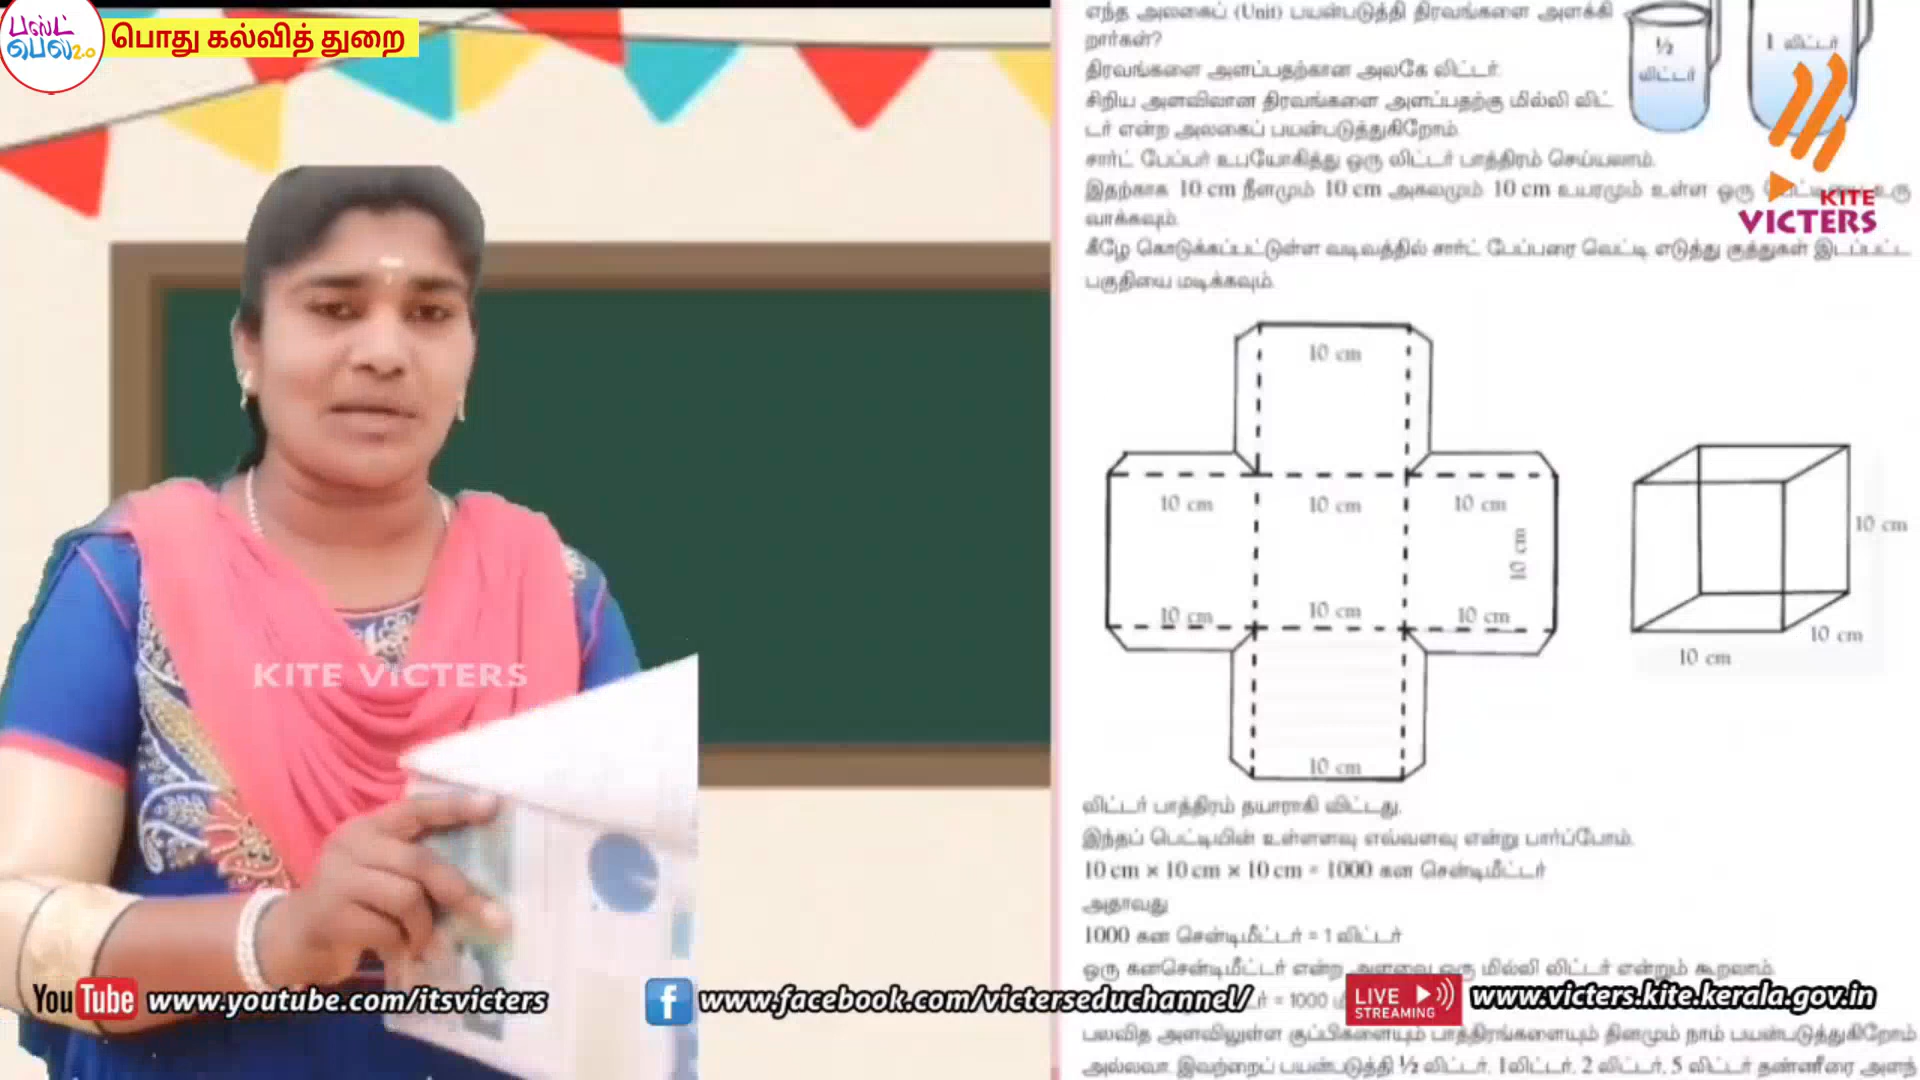 பஸ்ட்
பெல் 2.0
பொது கல்வித் துறை
எந்த அலகைப் (Unit) பயன்படுத்தி திரவங்களை அளக்கி
றார்கள்?
திரவங்களை அளப்பதற்கான அலகே லிட்டர்.
சிறிய அளவிலான திரவங்களை அளப்பதற்கு மில்லி லிட்
டர் என்ற அலகைப் பயன்படுத்துகிறோம்.
½
லிட்டர்
1 லிட்டர்
சார்ட் பேப்பர் உபயோகித்து ஒரு லிட்டர் பாத்திரம் செய்யலாம்.
இதற்காக 10 cm நீளமும் 10 cm அகலமும் 10 cm உயரமும் உள்ள ஒரு உரு
வாக்கவும்.
KITE
VICTERS
கீழே கொடுக்கப்பட்டுள்ள வடிவத்தில் சார்ட் பேப்பரை வெட்டி எடுத்து குத்துகள் இடப்பட்ட
பகுதியை மடிக்கவும்.
10 cm
10 cm 10 cm 10 cm
10 cm
10 cm 10 cm 10 cm
10 cm
10 cm
10 cm
10 cm
KITE VICTERS
லிட்டர் பாத்திரம் தயாராகி விட்டது.
இந்தப் பெட்டியின் உள்ளளவு எவ்வளவு என்று பார்ப்போம்.
10 cm × 10 cm × 10 cm = 1000 கன சென்டிமீட்டர்
அதாவது
1000 கன சென்டிமீட்டர் = 1 லிட்டர்
ஒரு கனசென்டிமீட்டர் என்ற அளவை ஒரு மில்லி லிட்டர் என்றும் கூறலாம்.
= 1000
YouTube www.youtube.com/itsvicters
f www.facebook.com/victerseduchannel/
LIVE STREAMING www.victers.kite.kerala.gov.in
பலவித அளவிலுள்ள குப்பிகளையும் பாத்திரங்களையும் தினமும் நாம் பயன்படுத்துகிறோம்
அல்லவா. இவற்றைப் பயன்படுத்தி ½ லிட்டர், 1லிட்டர், 2 லிட்டர், 5 லிட்டர் தண்ணீரை அளந்